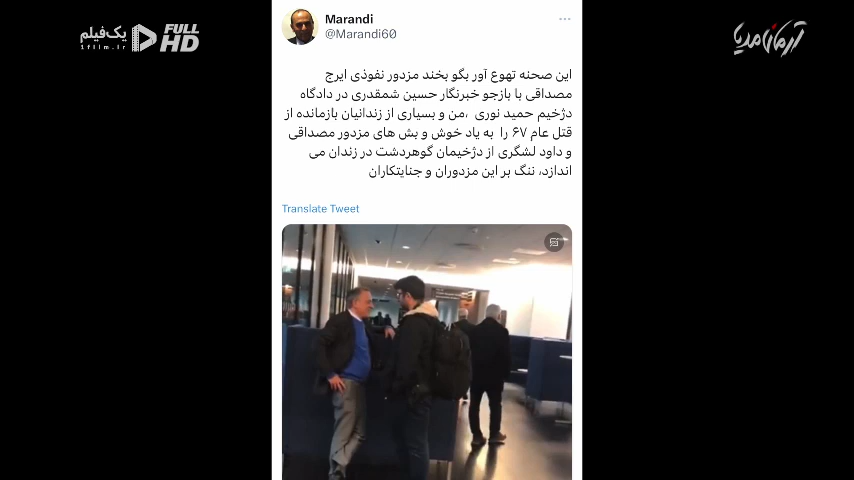 یک‌فیلم
1film.ir
FULL
HD
Marandi
@Marandi60
آرمان مدیا
این صحنه تهوع آور بگو بخند مزدور نفوذی ایرج
مصداقی با بازجو خبرنگار حسین شمقدری در دادگاه
دژخیم حمید نوری ،من و بسیاری از زندانیان بازمانده از
قتل عام ۶۷ را به یاد خوش و بش های مزدور مصداقی
و داود لشگری از دژخیمان گوهردشت در زندان می
اندازد، ننگ بر این مزدوران و جنایتکاران
Translate Tweet